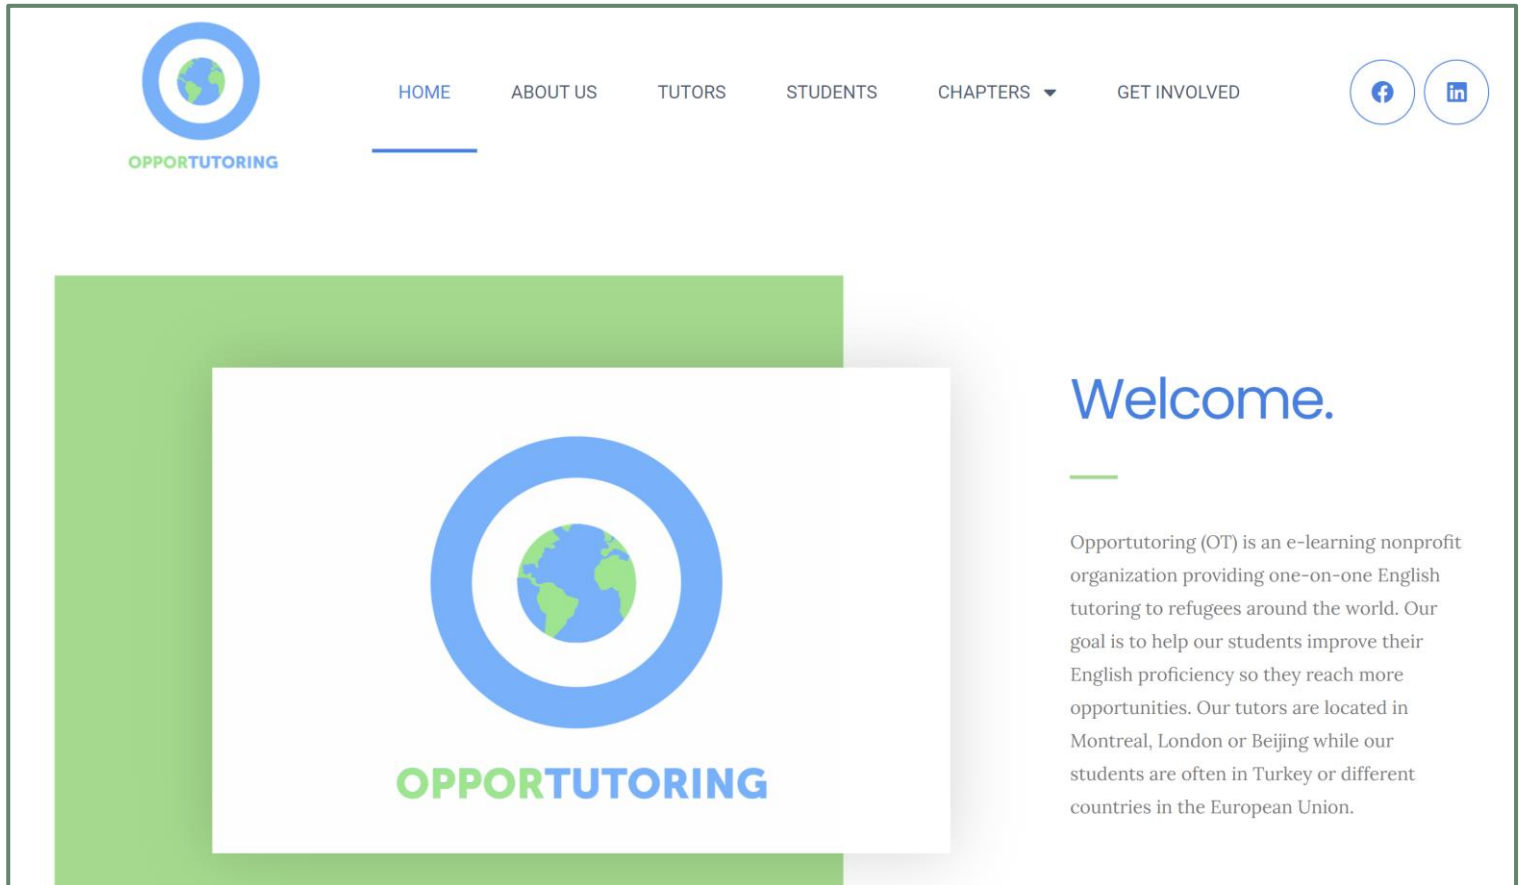 OPPORTUTORING
HOME
ABOUT US
TUTORS
STUDENTS
CHAPTERS
GET INVOLVED
in
OPPORTUTORING
Welcome.
Opportutoring (OT) is an e-learning nonprofit
organization providing one-on-one English
tutoring to refugees around the world. Our
goal is to help our students improve their
English proficiency so they reach more
opportunities. Our tutors are located in
Montreal, London or Beijing while our
students are often in Turkey or different
countries in the European Union.